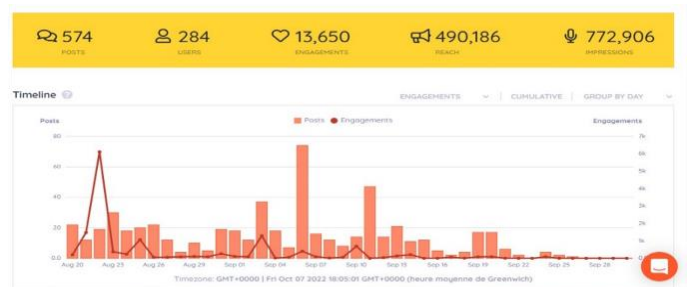 574 284 13,650 490,186 772,906
POSTS USERS ENGAGEMENTS REACH IMPRESSIONS
Timeline ?
ENGAGEMENTS CUMULATIVE GROUP BY DAY
Posts Posts Engagements Engagements
80 7k
6k
60 5k
40 4k
3k
20 2k
1k
0.0
Aug 20 Aug 23 Aug 26 Aug 29 Sep 01 Sep 04 Sep 07 Sep 10 Sep 13 Sep 16 Sep 19 Sep 22 Sep 25 Sep 28
Timezone: GMT+0000 | Fri Oct 07 2022 18:05:01 GMT+0000 (heure moyenne de Greenwich)